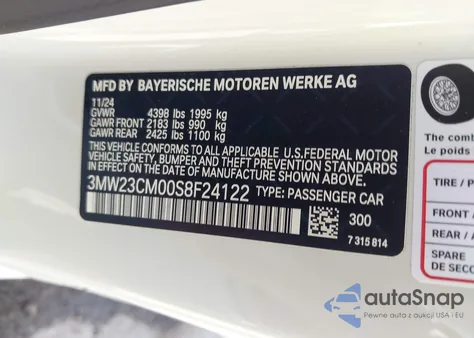 MFD BY BAYERISCHE MOTOREN WERKE AG
11/24
GVWR 4398 lbs 1995 kg
GAWR FRONT 2183 lbs 990 kg
GAWR REAR 2425 lbs 1100 kg
THIS VEHICLE CONFORMS TO ALL APPLICABLE U.S.FEDERAL MOTOR
VEHICLE SAFETY, BUMPER AND THEFT PREVENTION STANDARDS
IN EFFECT ON THE DATE OF MANUFACTURE SHOWN ABOVE.
3MW23CM00S8F24122 TYPE: PASSENGER CAR
300
7 315 814
The comb
Le poids
TIRE / P
FRONT /
REAR / A
SPARE
DE SECO
autoSnap
Pewne auta z aukcji USA i EU